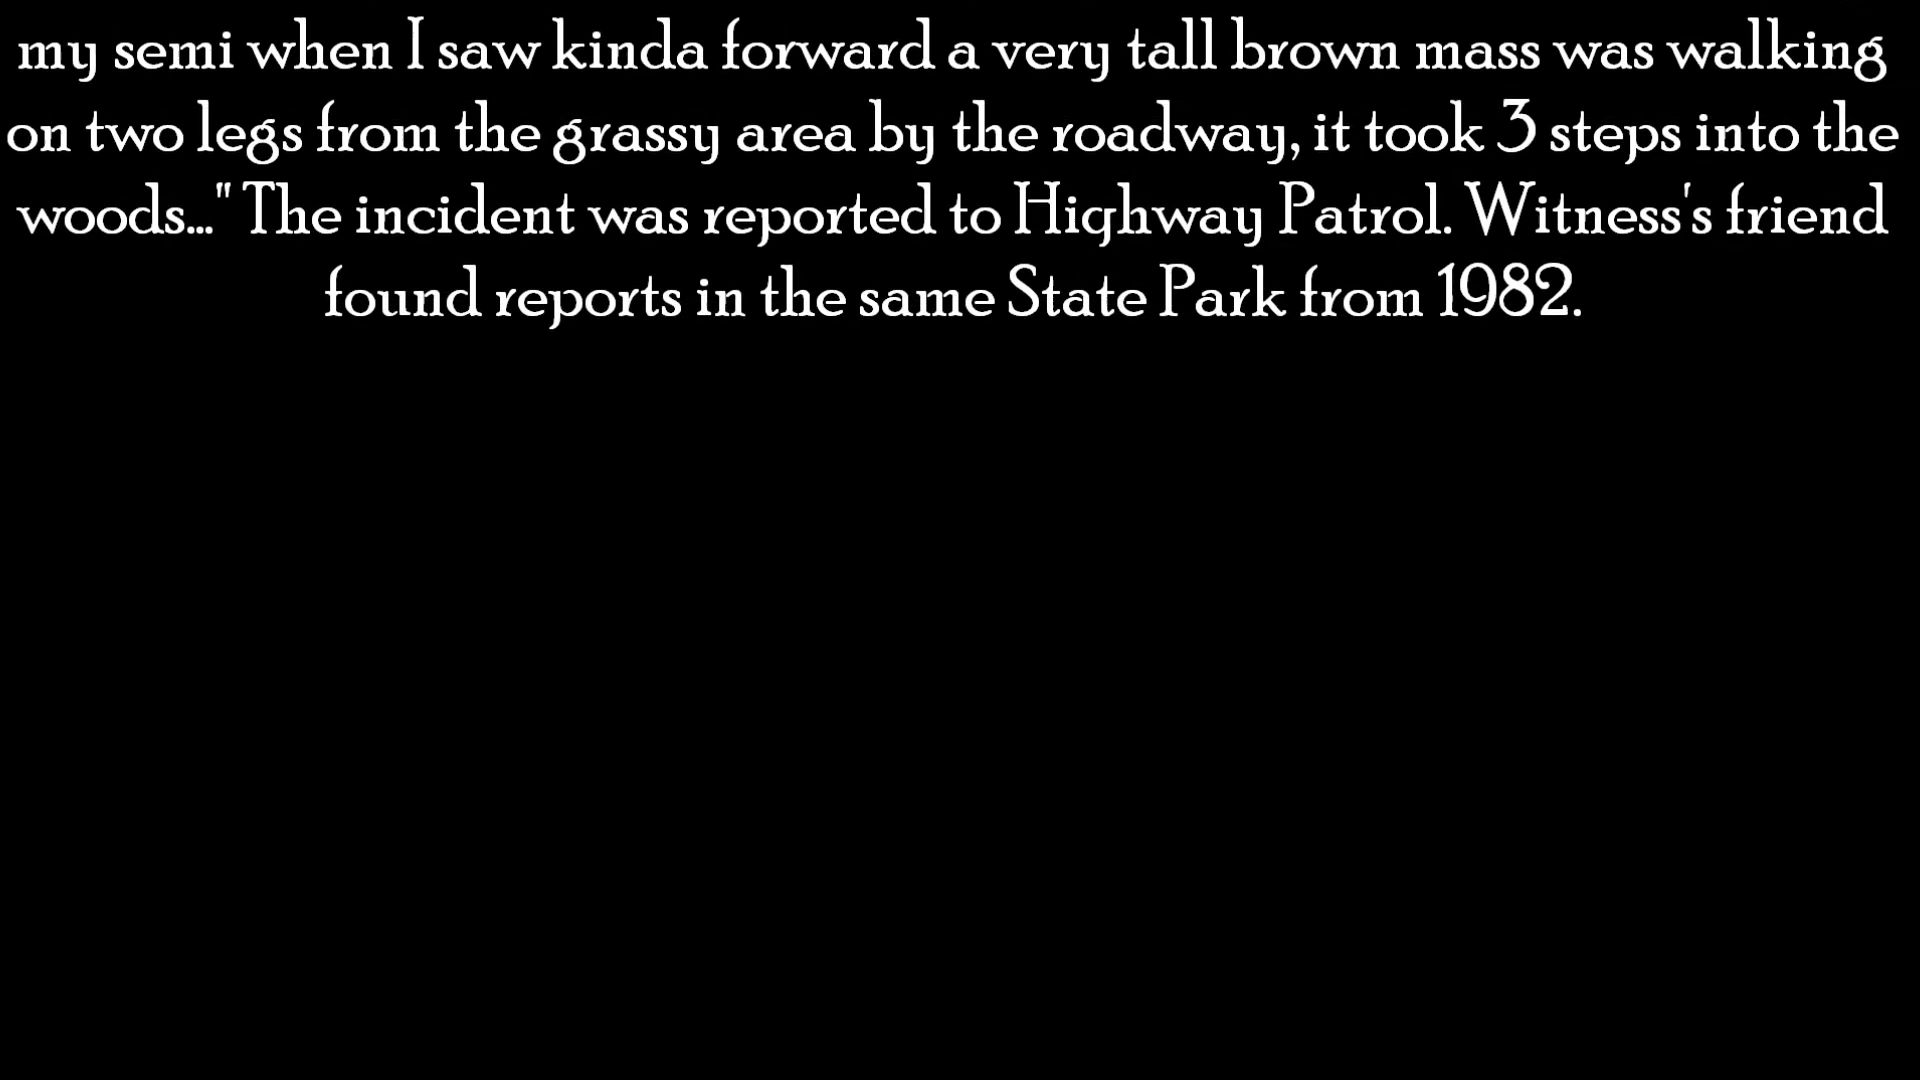 my semi when I saw kinda forward a very tall brown mass was walking
on two legs from the grassy area by the roadway, it took 3 steps into the
woods..." The incident was reported to Highway Patrol. Witness's friend
found reports in the same State Park from 1982.